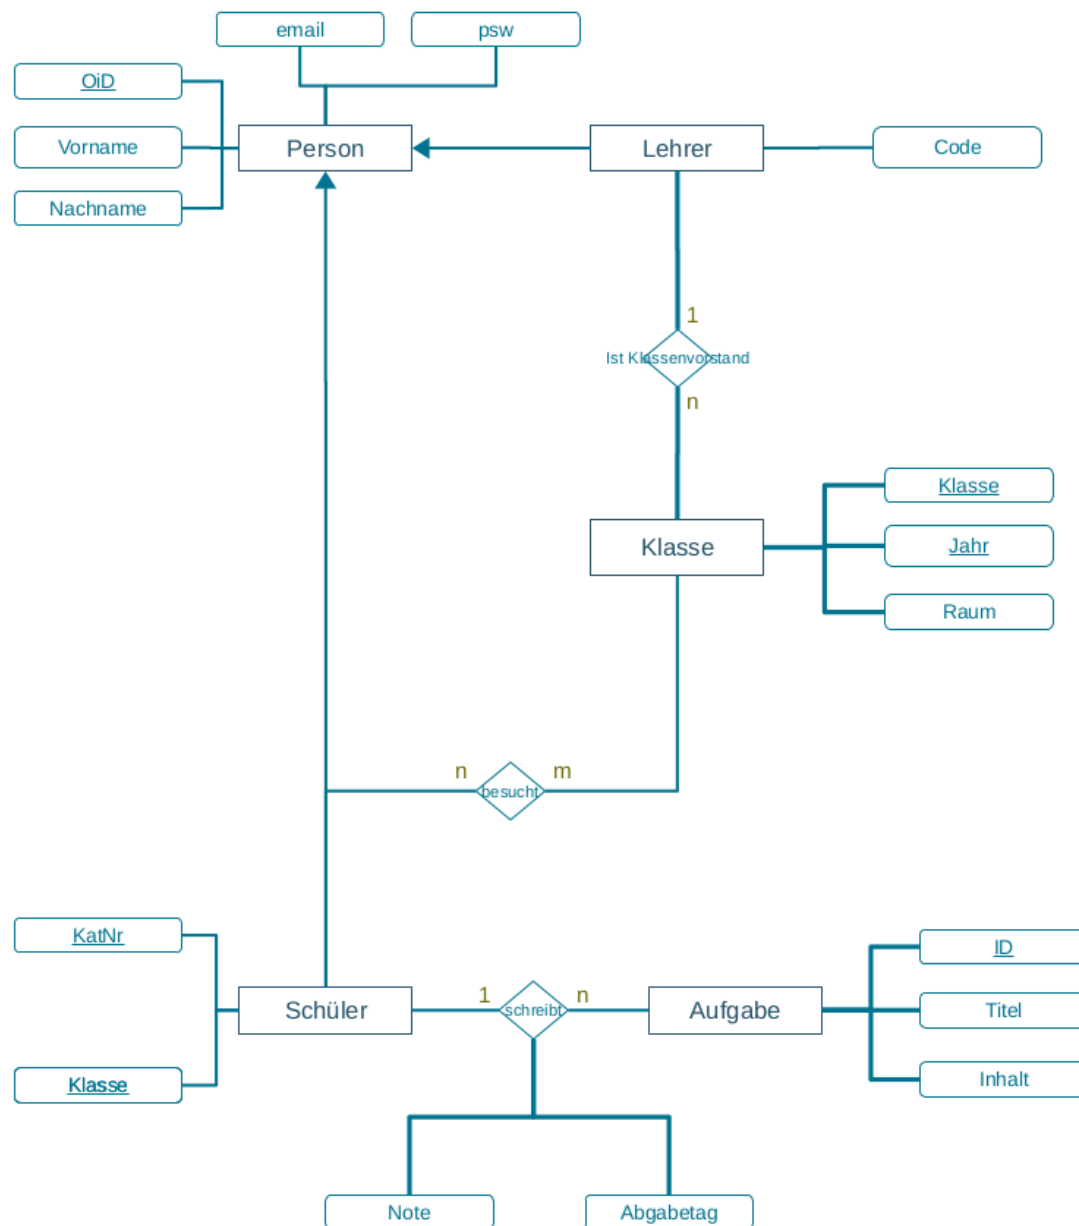 email
psw
OiD
Vorname
Nachname
Person
Lehrer
Code
1
Ist Klassenvorstand
n
Klasse
Klasse
Jahr
Raum
n
besucht
m
KatNr
Klasse
Schüler
1
schreibt
n
Aufgabe
ID
Titel
Inhalt
Note
Abgabetag